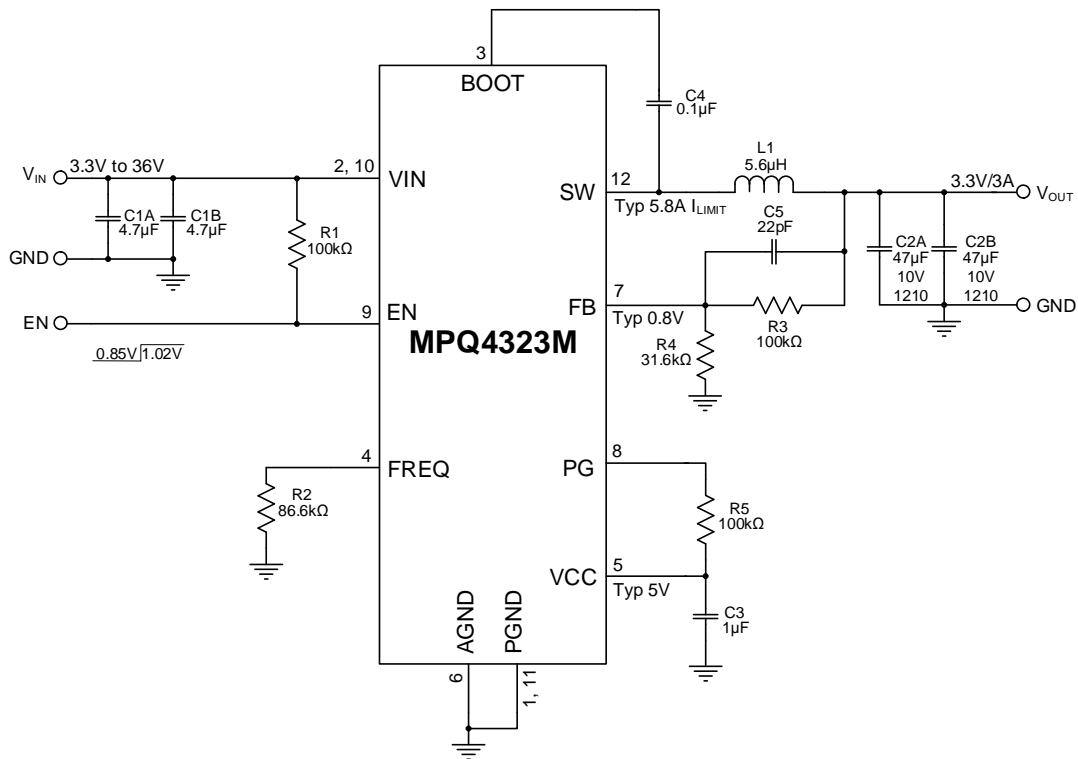 3
BOOT
C4
0.1µF
V_IN 3.3V to 36V
2, 10
VIN
C1A
4.7µF
C1B
4.7µF
R1
100kΩ
GND
SW
12
Typ 5.8A I_LIMIT
L1
5.6µH
3.3V/3A
V_OUT
C5
22pF
C2A
47µF
10V
1210
C2B
47µF
10V
1210
GND
EN
9
EN
0.85V 1.02V
FB
7
Typ 0.8V
R3
100kΩ
R4
31.6kΩ
MPQ4323M
4
FREQ
R2
86.6kΩ
PG
8
R5
100kΩ
VCC
5
Typ 5V
C3
1µF
AGND
PGND
6
1, 11